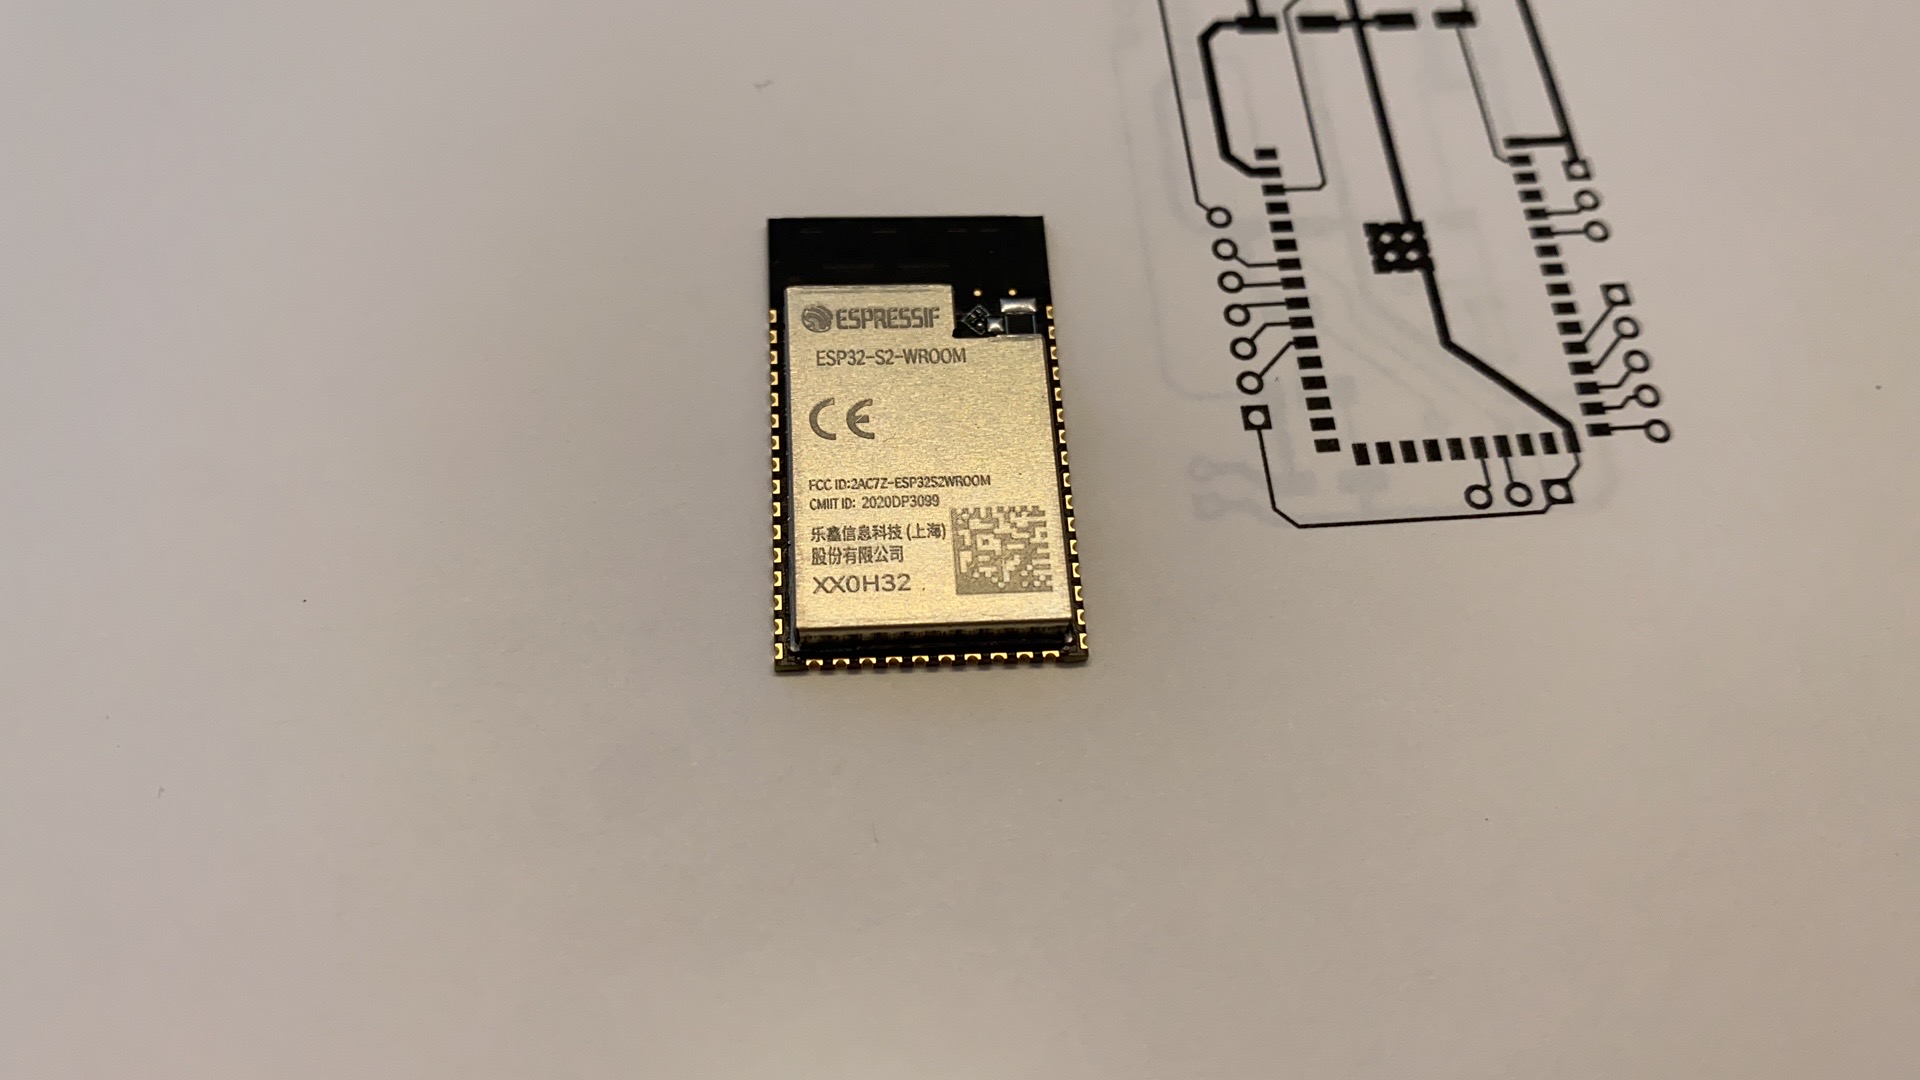 ESPRESSIF
ESP32-S2-WROOM
CE
FCC ID:2AC7Z-ESP32S2WROOM
CMIIT ID: 2020DP3099
乐鑫信息科技 (上海)
股份有限公司
XX0H32